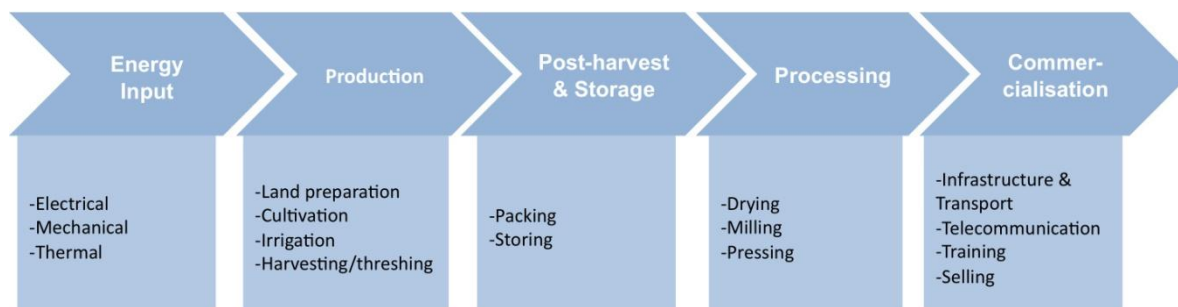 Energy
Input
-Electrical
-Mechanical
-Thermal
Production
-Land preparation
-Cultivation
-Irrigation
-Harvesting/threshing
Post-harvest
& Storage
-Packing
-Storing
Processing
-Drying
-Milling
-Pressing
Commer-
cialisation
-Infrastructure &
Transport
-Telecommunication
-Training
-Selling